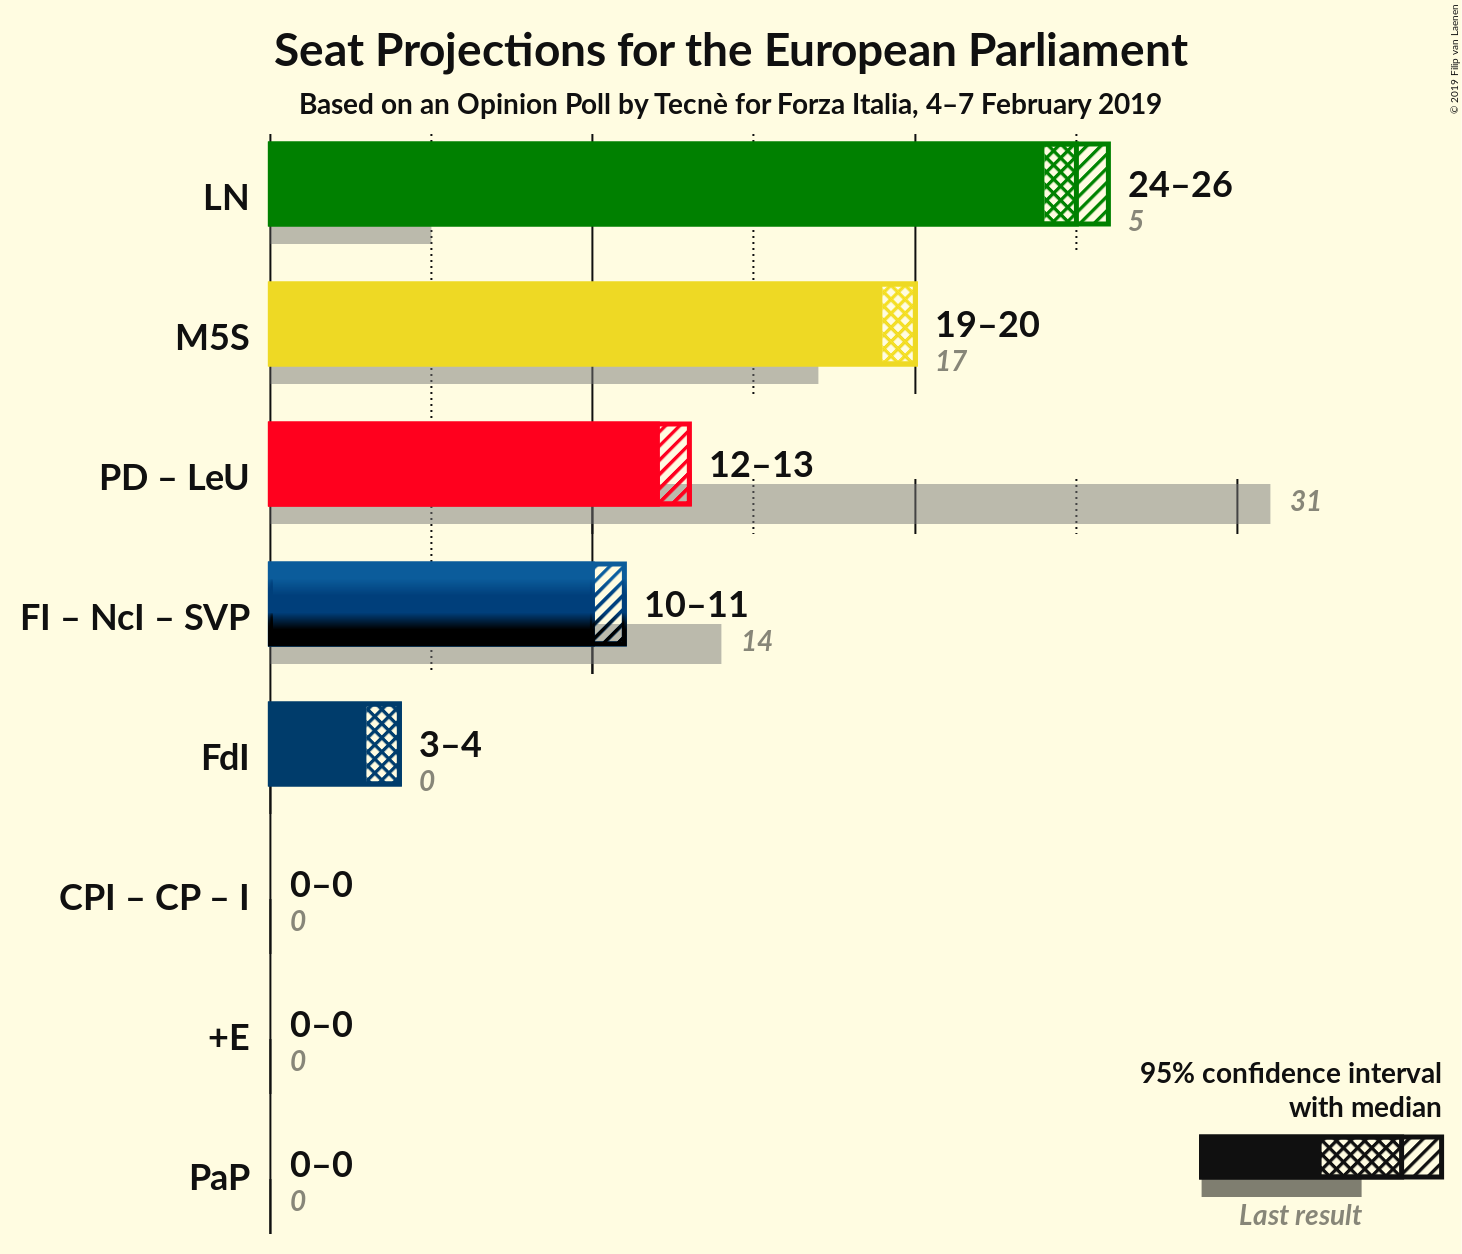 Seat Projections for the European Parliament
Based on an Opinion Poll by Tecnè for Forza Italia, 4–7 February 2019
© 2019 Filip van Laenen
LN
24–26
5
M5S
19–20
17
PD – LeU
12–13
31
FI – NcI – SVP
10–11
14
FdI
3–4
0
CPI – CP – I
0–0
0
+E
0–0
0
PaP
0–0
0
95% confidence interval
with median
Last result